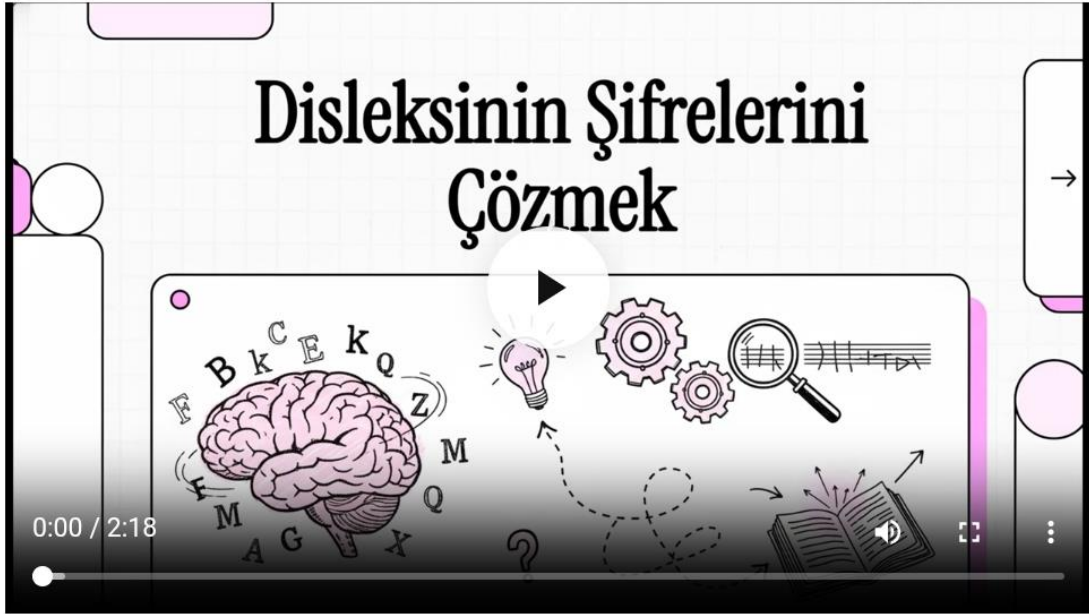 Disleksinin Şifrelerini
Çözmek
C
B k E k Q
F Z
M
F Q
M
A G X
?
0:00 / 2:18